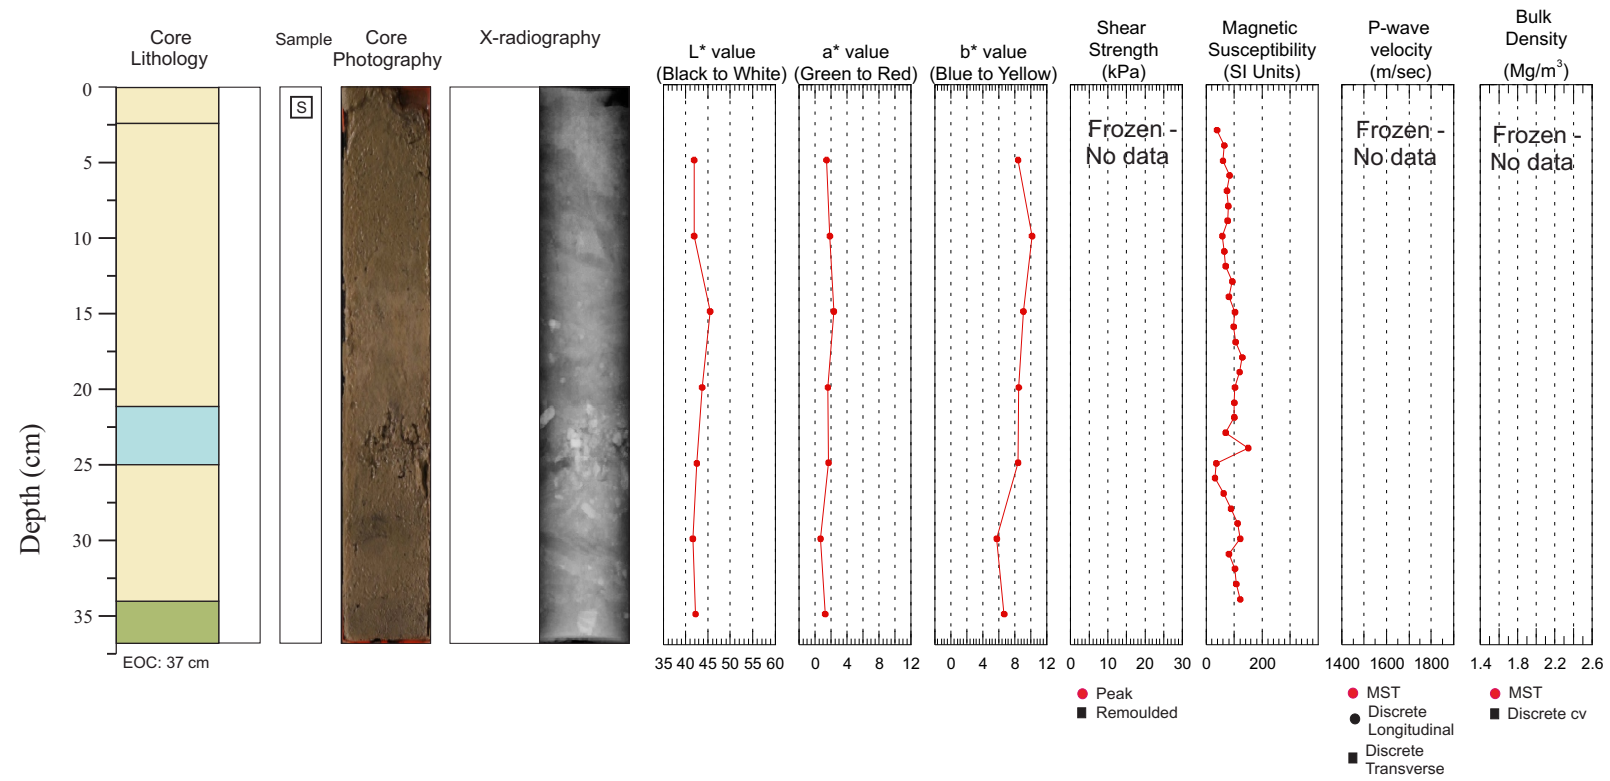 Core
Lithology
Sample
Core
Photography
X-radiography
L* value
(Black to White)
a* value
(Green to Red)
b* value
(Blue to Yellow)
Shear
Strength
(kPa)
Magnetic
Susceptibility
(SI Units)
P-wave
velocity
(m/sec)
Bulk
Density
(Mg/m³)
S
Frozen -
No data
Frozen -
No data
Frozen -
No data
Depth (cm)
0
5
10
15
20
25
30
35
EOC: 37 cm
35 40 45 50 55 60
0 4 8 12
0 4 8 12
0 10 20 30
0 200
1400 1600 1800
1.4 1.8 2.2 2.6
Peak
Remoulded
MST
Discrete
Longitudinal
Discrete
Transverse
MST
Discrete cv